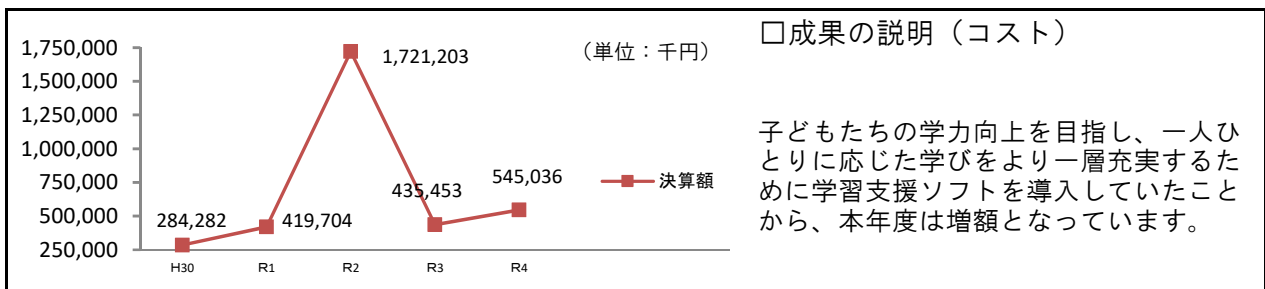 1,750,000
1,500,000
1,250,000
1,000,000
750,000
500,000
250,000
284,282
419,704
1,721,203
435,453
545,036
（単位：千円）
決算額
H30
R1
R2
R3
R4
□成果の説明（コスト）
子どもたちの学力向上を目指し、一人ひ
とりに応じた学びをより一層充実するた
めに学習支援ソフトを導入していたこと
から、本年度は増額となっています。